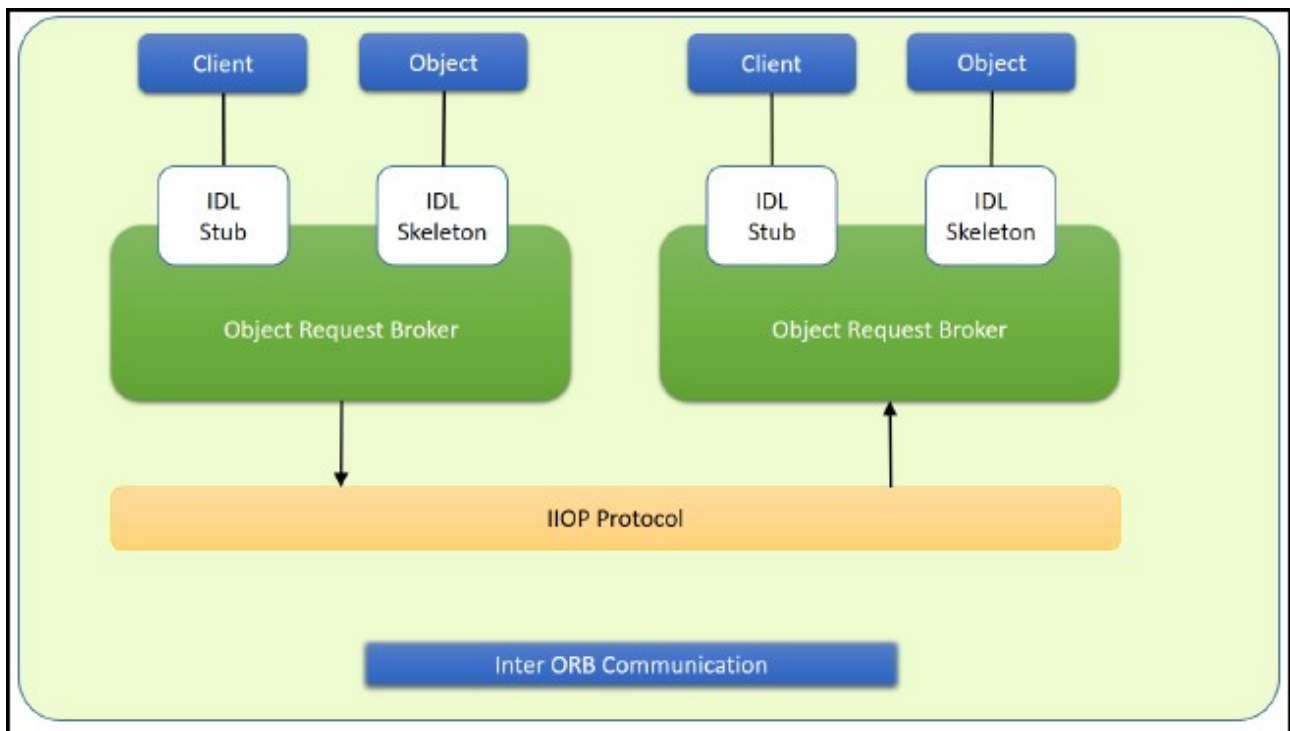 Client
Object
Client
Object
IDL
Stub
IDL
Skeleton
IDL
Stub
IDL
Skeleton
Object Request Broker
Object Request Broker
IIOP Protocol
Inter ORB Communication